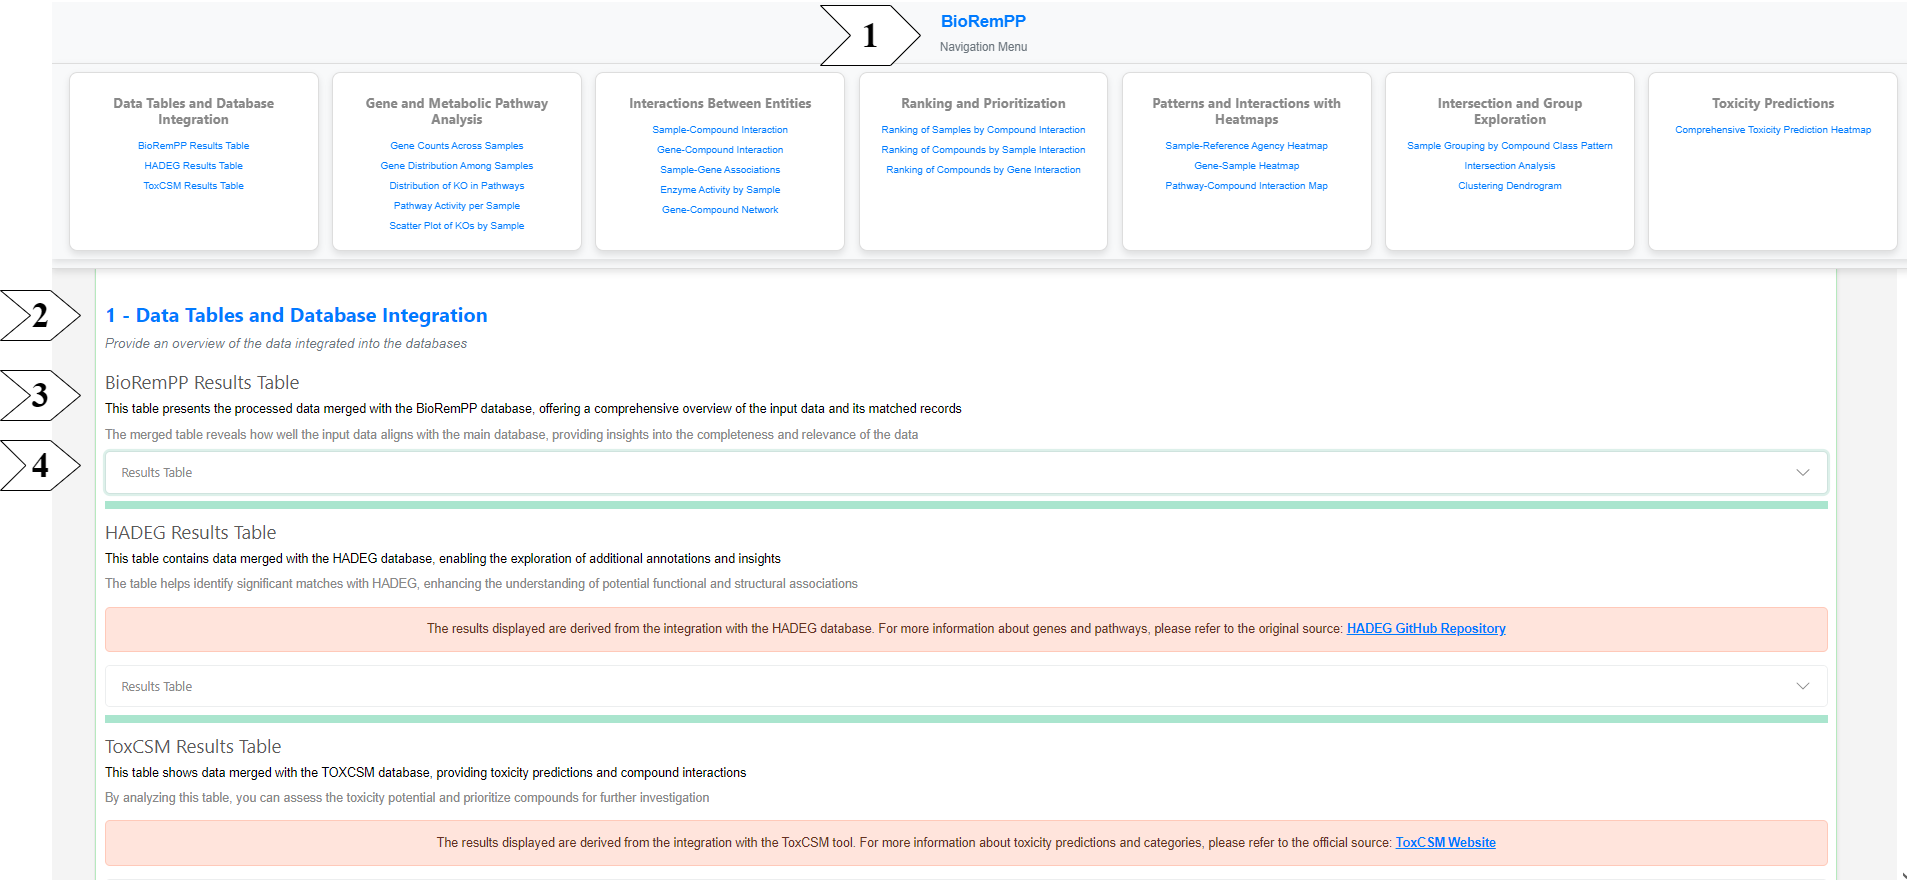 1
BioRemPP
Navigation Menu
Data Tables and Database
Integration
BioRemPP Results Table
HADEG Results Table
ToxCSM Results Table
Gene and Metabolic Pathway
Analysis
Gene Counts Across Samples
Gene Distribution Among Samples
Distribution of KO in Pathways
Pathway Activity per Sample
Scatter Plot of KOs by Sample
Interactions Between Entities
Sample-Compound Interaction
Gene-Compound Interaction
Sample-Gene Associations
Enzyme Activity by Sample
Gene-Compound Network
Ranking and Prioritization
Ranking of Samples by Compound Interaction
Ranking of Compounds by Sample Interaction
Ranking of Compounds by Gene Interaction
Patterns and Interactions with
Heatmaps
Sample-Reference Agency Heatmap
Gene-Sample Heatmap
Pathway-Compound Interaction Map
Intersection and Group
Exploration
Sample Grouping by Compound Class Pattern
Intersection Analysis
Clustering Dendrogram
Toxicity Predictions
Comprehensive Toxicity Prediction Heatmap
2
1 - Data Tables and Database Integration
Provide an overview of the data integrated into the databases
3
BioRemPP Results Table
This table presents the processed data merged with the BioRemPP database, offering a comprehensive overview of the input data and its matched records
The merged table reveals how well the input data aligns with the main database, providing insights into the completeness and relevance of the data
4
Results Table
HADEG Results Table
This table contains data merged with the HADEG database, enabling the exploration of additional annotations and insights
The table helps identify significant matches with HADEG, enhancing the understanding of potential functional and structural associations
The results displayed are derived from the integration with the HADEG database. For more information about genes and pathways, please refer to the original source: HADEG GitHub Repository
Results Table
ToxCSM Results Table
This table shows data merged with the TOXCSM database, providing toxicity predictions and compound interactions
By analyzing this table, you can assess the toxicity potential and prioritize compounds for further investigation
The results displayed are derived from the integration with the ToxCSM tool. For more information about toxicity predictions and categories, please refer to the official source: ToxCSM Website